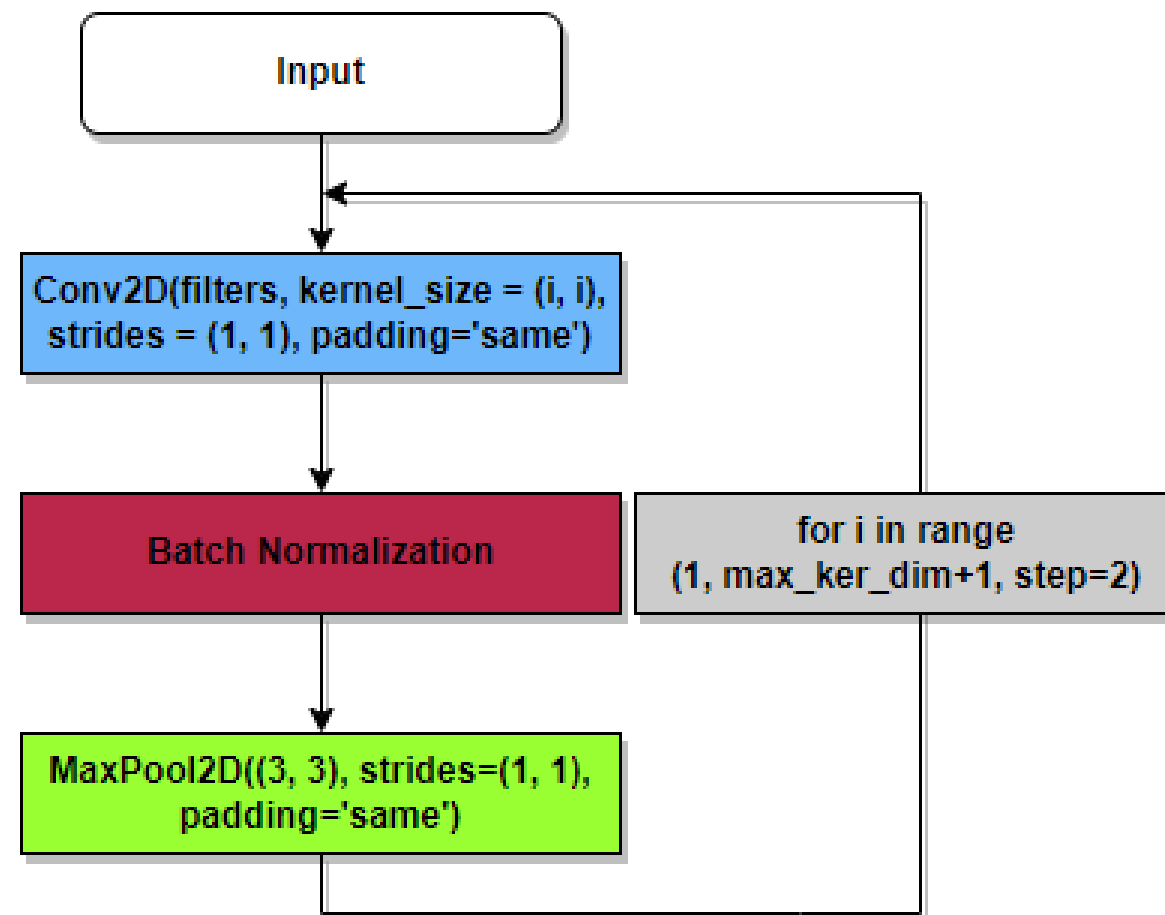 Input
Conv2D(filters, kernel_size = (i, i),
strides = (1, 1), padding='same')
Batch Normalization
for i in range
(1, max_ker_dim+1, step=2)
MaxPool2D((3, 3), strides=(1, 1),
padding='same')